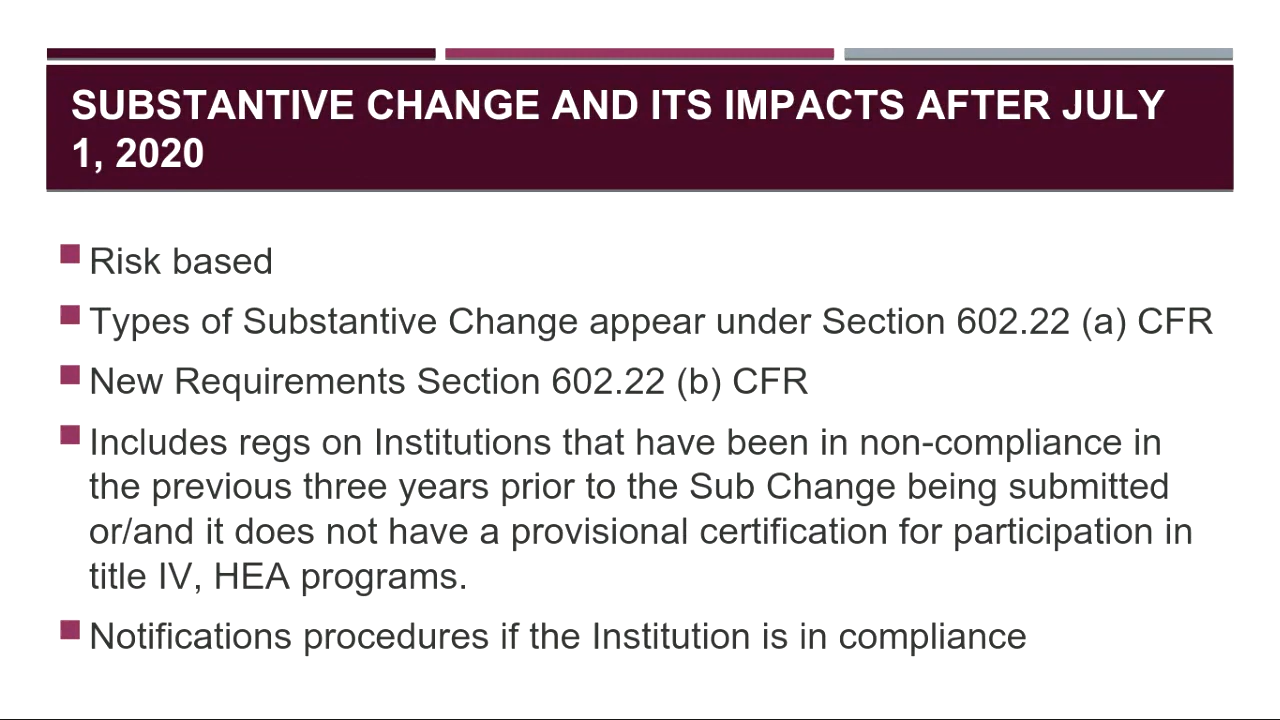 SUBSTANTIVE CHANGE AND ITS IMPACTS AFTER JULY
1, 2020
Risk based
Types of Substantive Change appear under Section 602.22 (a) CFR
New Requirements Section 602.22 (b) CFR
Includes regs on Institutions that have been in non-compliance in
the previous three years prior to the Sub Change being submitted
or/and it does not have a provisional certification for participation in
title IV, HEA programs.
Notifications procedures if the Institution is in compliance